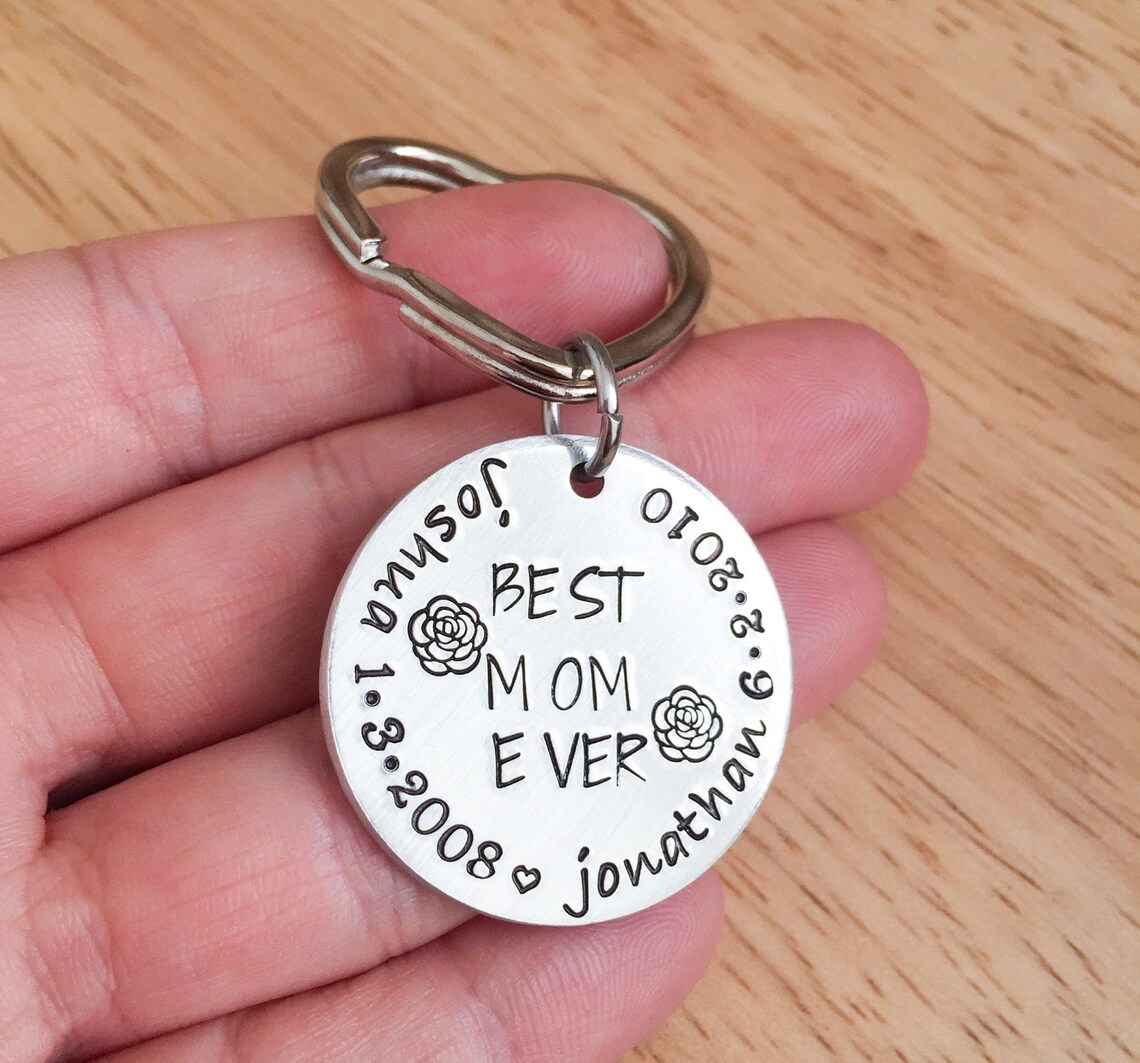 BEST
MOM
EVER
joshua 1.3.2008 ♡ jonathan 6.2.2010